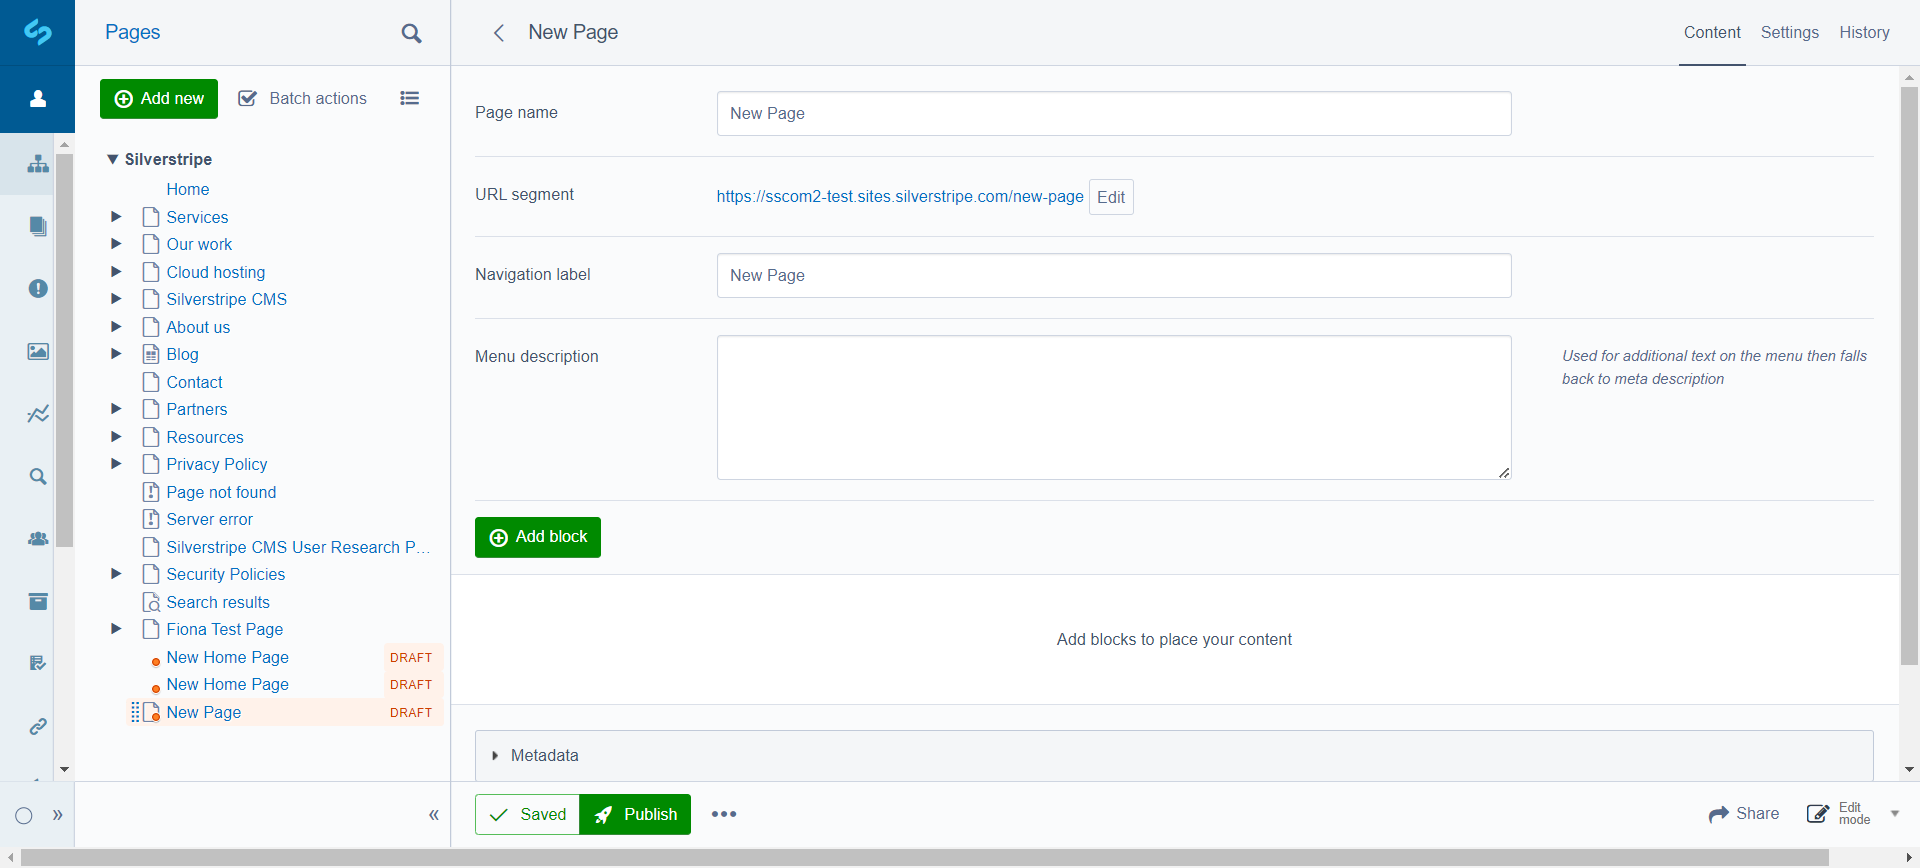 Pages
New Page
Content Settings History
Add new
Batch actions
Silverstripe
Home
Services
Our work
Cloud hosting
Silverstripe CMS
About us
Blog
Contact
Partners
Resources
Privacy Policy
Page not found
Server error
Silverstripe CMS User Research P...
Security Policies
Search results
Fiona Test Page
New Home Page DRAFT
New Home Page DRAFT
New Page DRAFT
Page name
New Page
URL segment
https://sscom2-test.sites.silverstripe.com/new-page Edit
Navigation label
New Page
Menu description
Used for additional text on the menu then falls
back to meta description
Add block
Add blocks to place your content
Metadata
Saved
Publish
Share
Edit
mode